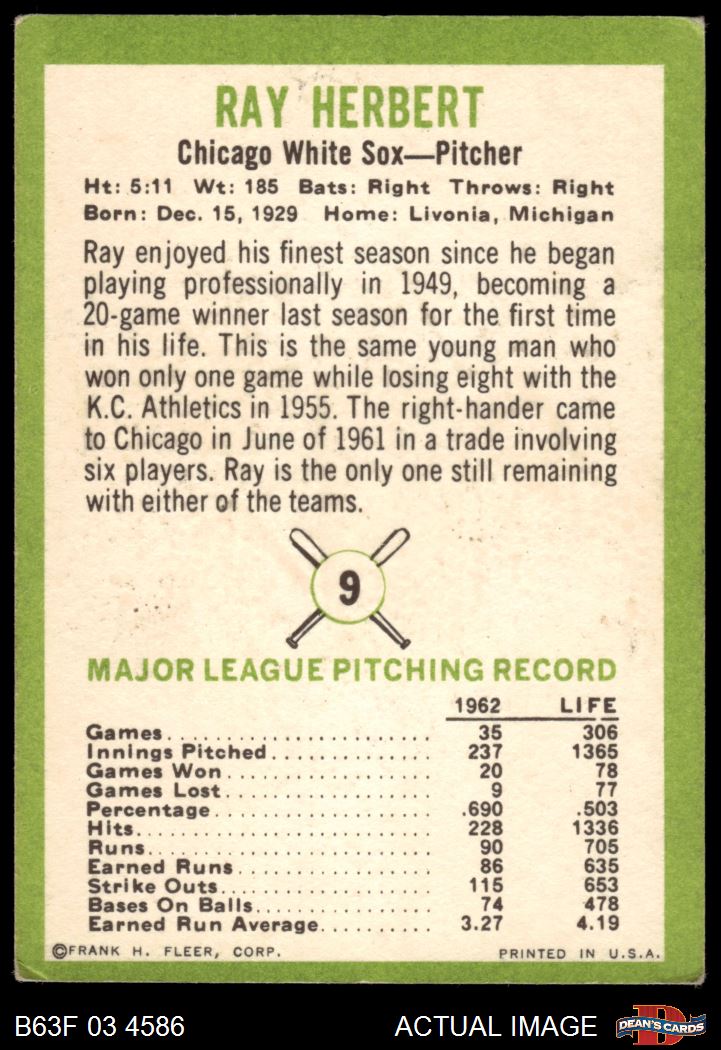 RAY HERBERT
Chicago White Sox—Pitcher
Ht: 5:11 Wt: 185 Bats: Right Throws: Right
Born: Dec. 15, 1929 Home: Livonia, Michigan
Ray enjoyed his finest season since he began
playing professionally in 1949, becoming a
20-game winner last season for the first time
in his life. This is the same young man who
won only one game while losing eight with the
K.C. Athletics in 1955. The right-hander came
to Chicago in June of 1961 in a trade involving
six players. Ray is the only one still remaining
with either of the teams.
9
MAJOR LEAGUE PITCHING RECORD
1962 LIFE
Games 35 306
Innings Pitched 237 1365
Games Won 20 78
Games Lost 9 77
Percentage .690 .503
Hits 228 1336
Runs 90 705
Earned Runs 86 635
Strike Outs 115 653
Bases On Balls 74 478
Earned Run Average 3.27 4.19
©FRANK H. FLEER, CORP. PRINTED IN U.S.A.
B63F 03 4586 ACTUAL IMAGE DEAN'S CARDS